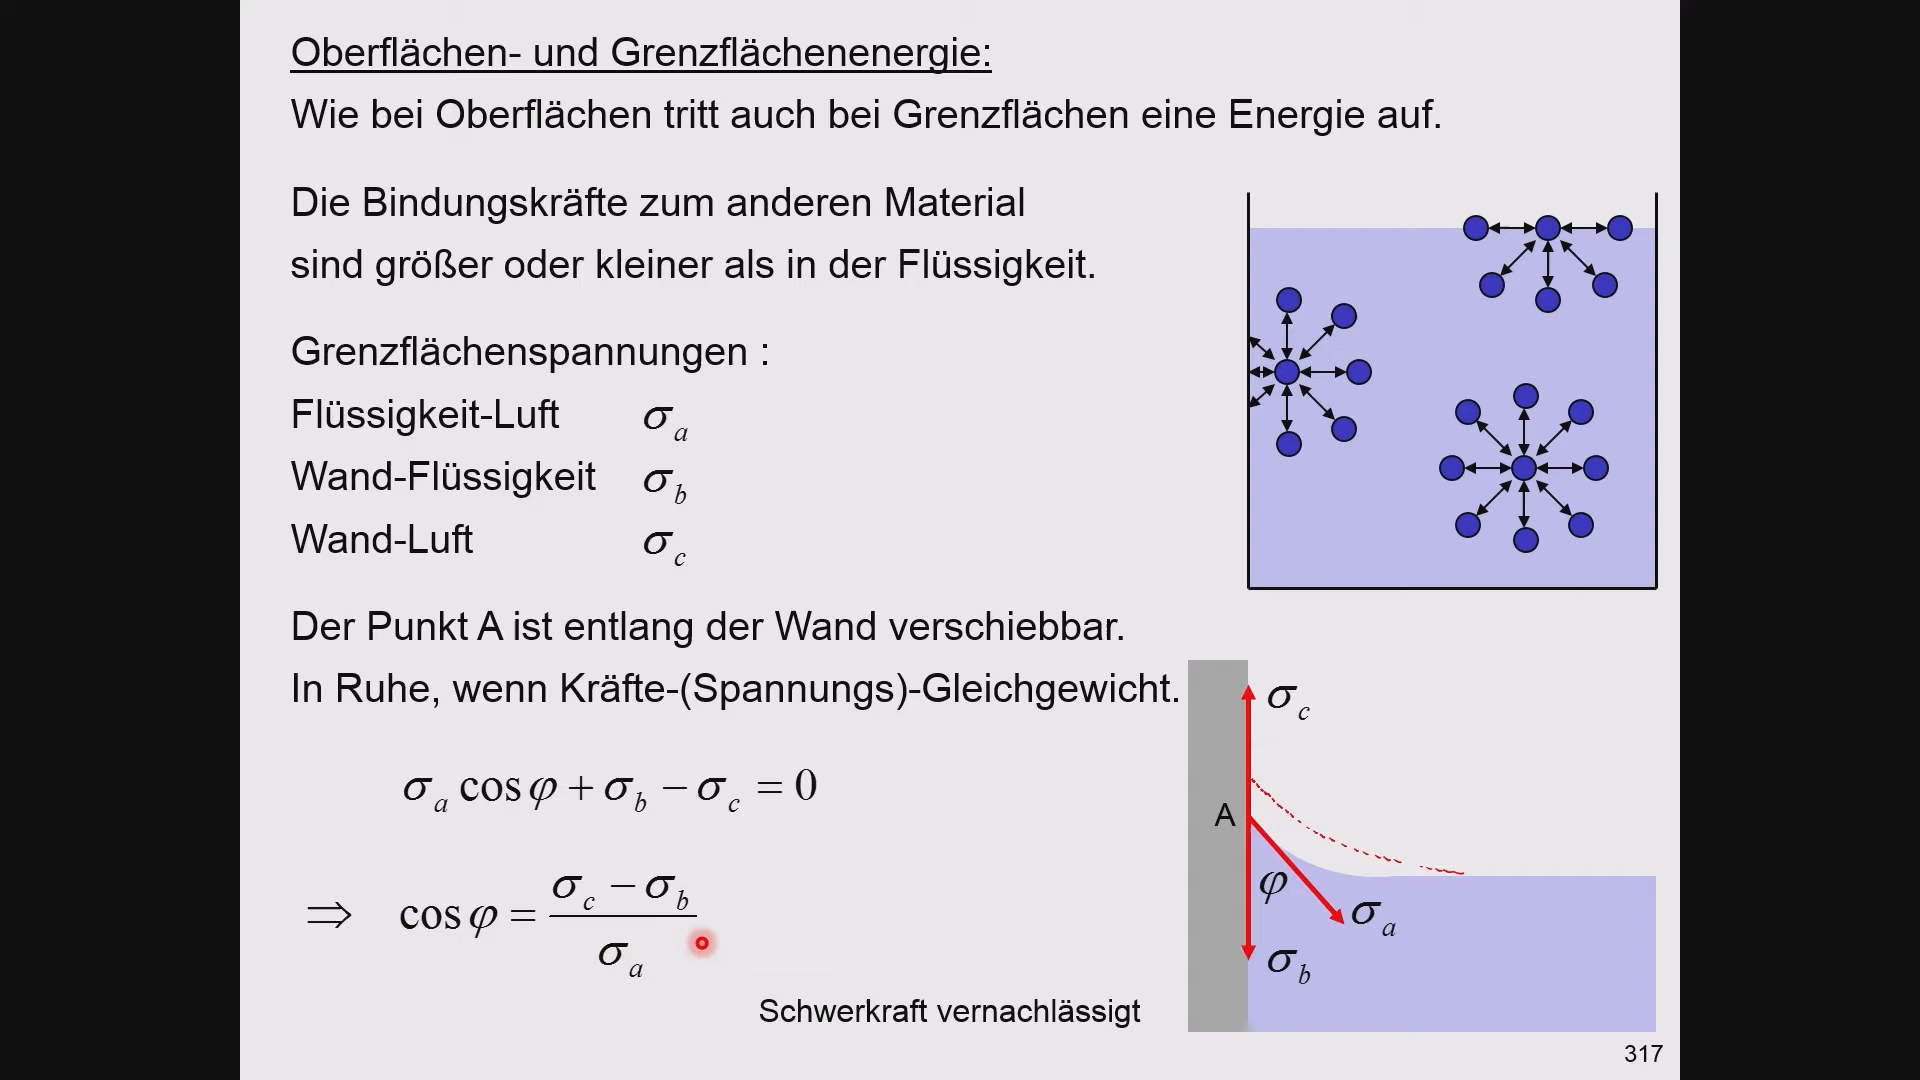 Oberflächen- und Grenzflächenenergie:
Wie bei Oberflächen tritt auch bei Grenzflächen eine Energie auf.
Die Bindungskräfte zum anderen Material
sind größer oder kleiner als in der Flüssigkeit.
Grenzflächenspannungen :
Flüssigkeit-Luft σ_a
Wand-Flüssigkeit σ_b
Wand-Luft σ_c
Der Punkt A ist entlang der Wand verschiebbar.
In Ruhe, wenn Kräfte-(Spannungs)-Gleichgewicht.
σ_a cos φ + σ_b − σ_c = 0
⇒ cos φ = (σ_c − σ_b) / σ_a
Schwerkraft vernachlässigt
σ_c
A
φ
σ_a
σ_b
317